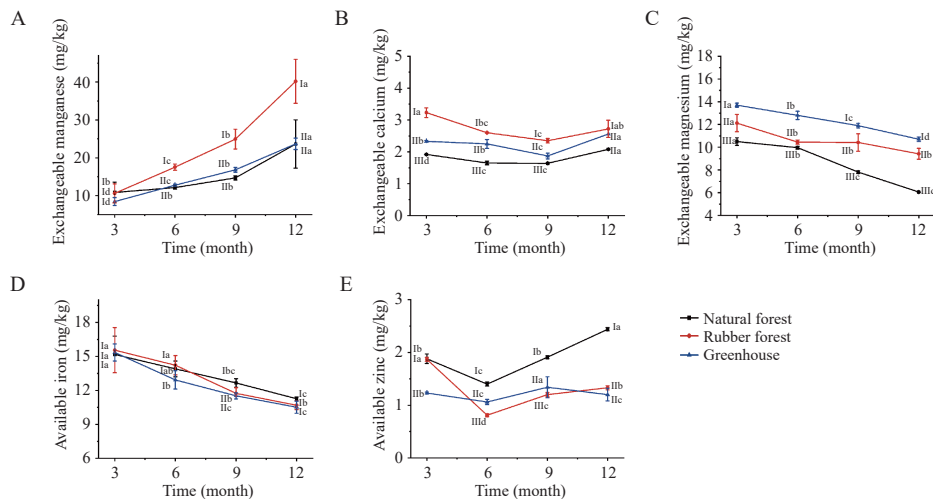 A
Exchangeable manganese (mg/kg)
40
30
20
10
3
6
9
12
Time (month)
Ib
Id
Id
Ic
IIc
IIb
Ib
IIb
IIb
Ia
IIa
IIa
B
Exchangeable calcium (mg/kg)
5
4
3
2
1
0
3
6
9
12
Time (month)
Ia
IIb
IIId
Ibc
IIb
IIIc
Ic
IIc
IIIc
Iab
IIa
IIa
C
Exchangeable magnesium (mg/kg)
18
16
14
12
10
8
6
4
3
6
9
12
Time (month)
Ia
IIa
IIIa
Ib
IIb
IIIb
Ic
IIb
IIIc
Id
IIb
IIIc
D
Available iron (mg/kg)
18
15
12
9
6
3
6
9
12
Time (month)
Ia
Ia
Ia
Ia
Iab
Ib
Ibc
IIb
IIc
Ic
Ib
Ic
E
Available zinc (mg/kg)
3
2
1
0
3
6
9
12
Time (month)
Ib
Ia
IIb
Ic
IIc
IIId
Ib
IIa
IIIc
Ia
IIb
IIc
Natural forest
Rubber forest
Greenhouse